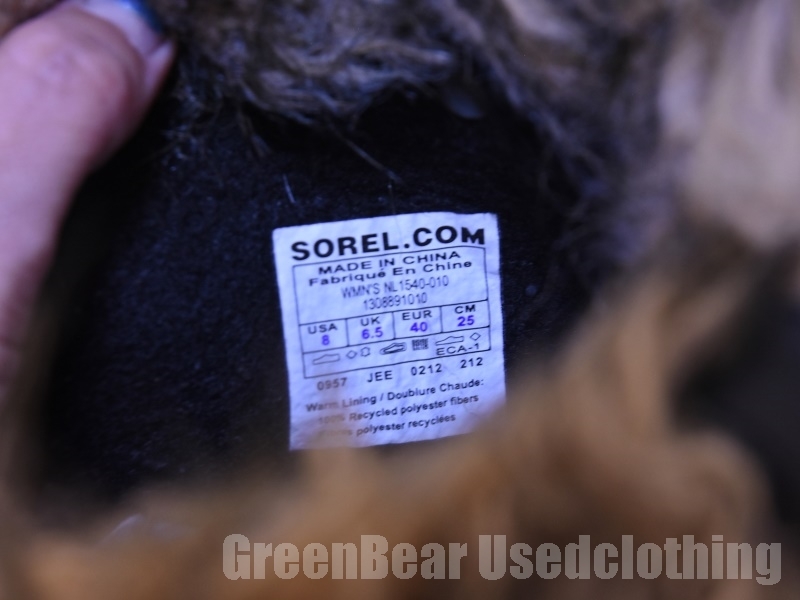 SOREL.COM
MADE IN CHINA
Fabriqué En Chine
WMN'S NL1540-010
1308891010
USA UK EUR CM
8 6.5 40 25
ECA-1
0957 JEE 0212 212
Warm Lining / Doublure Chaude:
100% Recycled polyester fibers
polyester recyclées
GreenBear Usedclothing